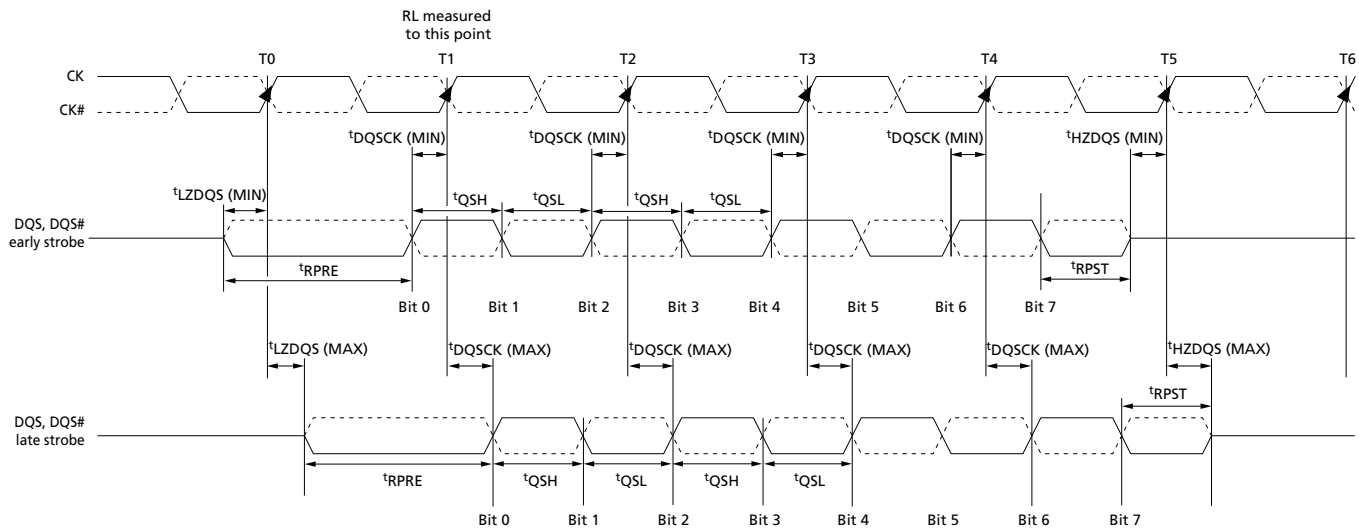 RL measured
to this point
T0 T1 T2 T3 T4 T5 T6
CK
CK#
tDQSCK (MIN) tDQSCK (MIN) tDQSCK (MIN) tDQSCK (MIN) tHZDQS (MIN)
tLZDQS (MIN)
tQSH tQSL tQSH tQSL
DQS, DQS#
early strobe
tRPRE tRPST
Bit 0 Bit 1 Bit 2 Bit 3 Bit 4 Bit 5 Bit 6 Bit 7
tLZDQS (MAX) tDQSCK (MAX) tDQSCK (MAX) tDQSCK (MAX) tDQSCK (MAX) tHZDQS (MAX)
tRPST
DQS, DQS#
late strobe
tRPRE tQSH tQSL tQSH tQSL
Bit 0 Bit 1 Bit 2 Bit 3 Bit 4 Bit 5 Bit 6 Bit 7